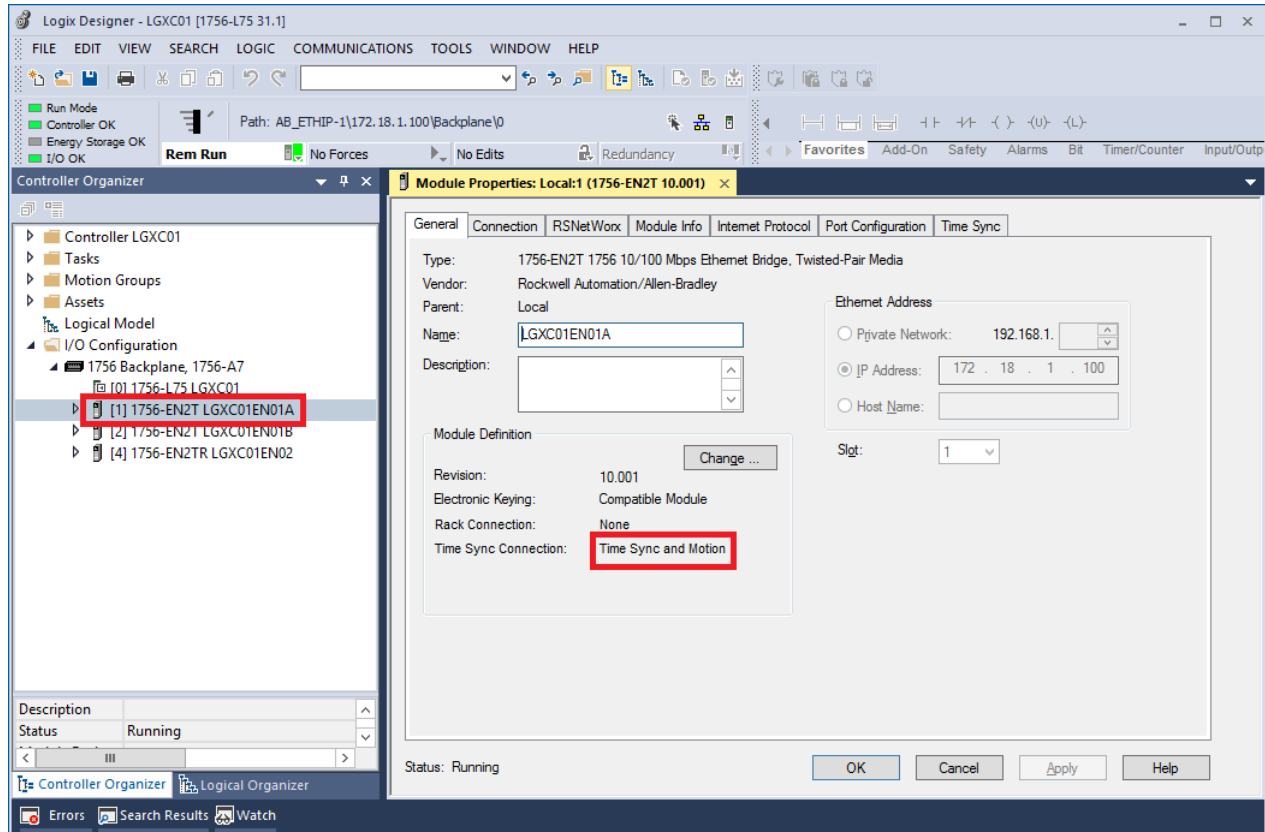 Logix Designer - LGXC01 [1756-L75 31.1]
FILE EDIT VIEW SEARCH LOGIC COMMUNICATIONS TOOLS WINDOW HELP
Run Mode
Controller OK
Energy Storage OK
I/O OK
Path: AB_ETHIP-1\172.18.1.100\Backplane\0
Rem Run No Forces No Edits Redundancy
Favorites Add-On Safety Alarms Bit Timer/Counter Input/Outp
Controller Organizer
Controller LGXC01
Tasks
Motion Groups
Assets
Logical Model
I/O Configuration
1756 Backplane, 1756-A7
[0] 1756-L75 LGXC01
[1] 1756-EN2T LGXC01EN01A
[2] 1756-EN2T LGXC01EN01B
[4] 1756-EN2TR LGXC01EN02
Description
Status Running
Controller Organizer Logical Organizer
Module Properties: Local:1 (1756-EN2T 10.001)
General Connection RSNetWorx Module Info Internet Protocol Port Configuration Time Sync
Type: 1756-EN2T 1756 10/100 Mbps Ethernet Bridge, Twisted-Pair Media
Vendor: Rockwell Automation/Allen-Bradley
Parent: Local
Name: LGXC01EN01A
Description:
Ethernet Address
Private Network: 192.168.1.
IP Address: 172 . 18 . 1 . 100
Host Name:
Slot: 1
Module Definition
Change ...
Revision: 10.001
Electronic Keying: Compatible Module
Rack Connection: None
Time Sync Connection: Time Sync and Motion
Status: Running
OK Cancel Apply Help
Errors Search Results Watch